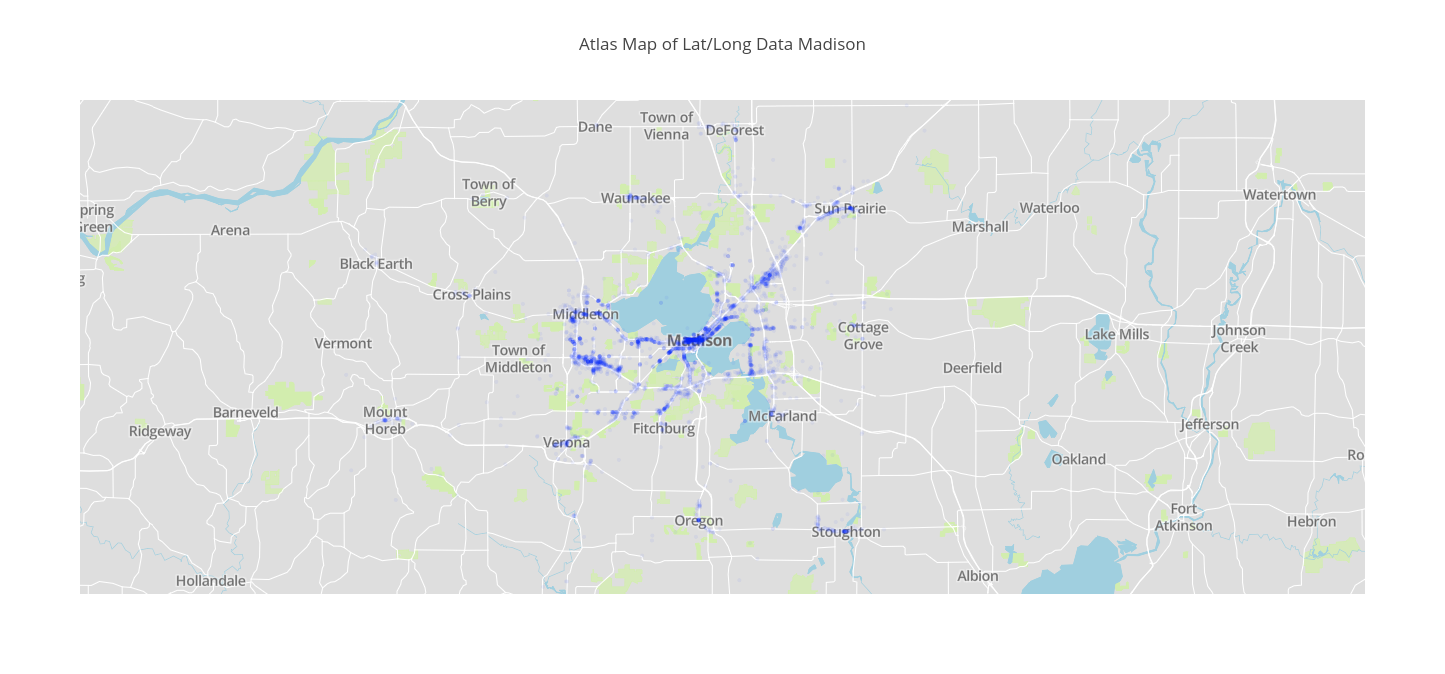 Atlas Map of Lat/Long Data Madison
Dane
Town of
Vienna
DeForest
Town of
Berry
Waunakee
Sun Prairie
Watertown
Waterloo
pring
Green
Arena
Marshall
Black Earth
g
Cross Plains
Middleton
Madison
Cottage
Grove
Lake Mills
Johnson
Creek
Vermont
Town of
Middleton
Deerfield
Barneveld
Mount
Horeb
Ridgeway
McFarland
Fitchburg
Verona
Jefferson
Oakland
Ro
Oregon
Stoughton
Fort
Atkinson
Hebron
Hollandale
Albion